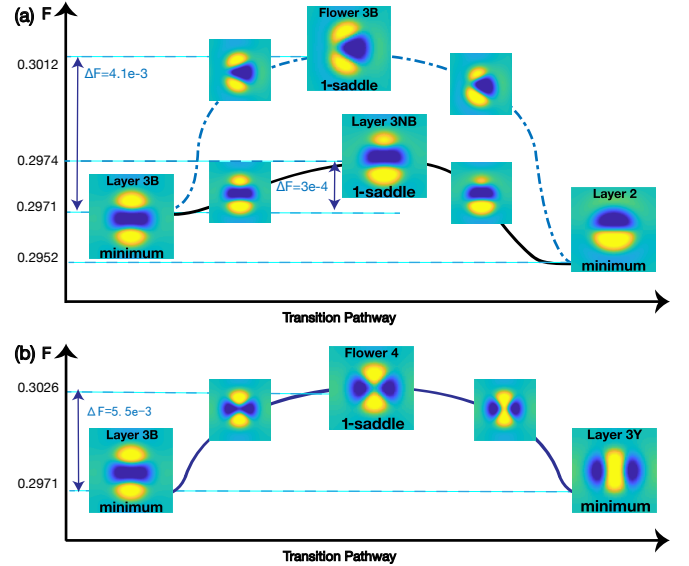 (a) F
Flower 3B
1-saddle
0.3012
ΔF=4.1e-3
Layer 3NB
1-saddle
0.2974
ΔF=3e-4
Layer 3B
minimum
0.2971
Layer 2
minimum
0.2952
Transition Pathway
(b) F
Flower 4
1-saddle
0.3026
ΔF=5.5e-3
Layer 3B
minimum
Layer 3Y
minimum
0.2971
Transition Pathway